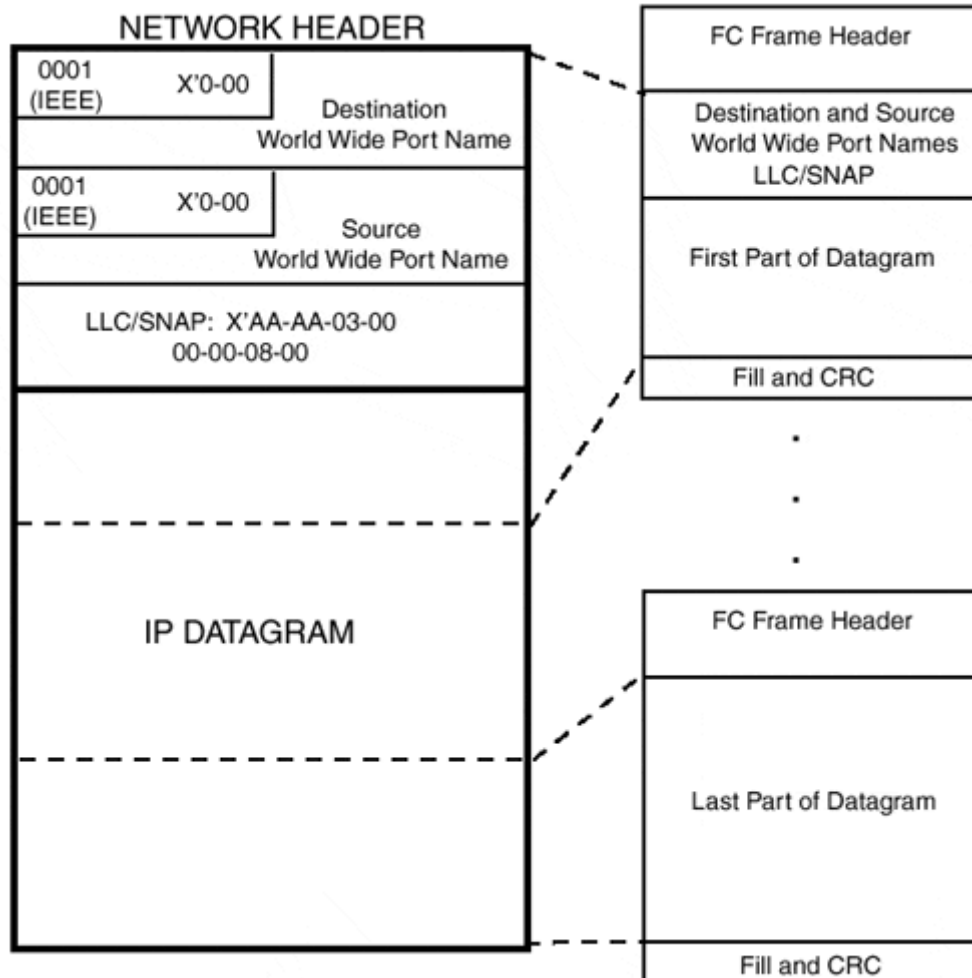 NETWORK HEADER
0001
(IEEE)
X'0-00
Destination
World Wide Port Name
0001
(IEEE)
X'0-00
Source
World Wide Port Name
LLC/SNAP: X'AA-AA-03-00
00-00-08-00
IP DATAGRAM
FC Frame Header
Destination and Source
World Wide Port Names
LLC/SNAP
First Part of Datagram
Fill and CRC
.
.
.
FC Frame Header
Last Part of Datagram
Fill and CRC